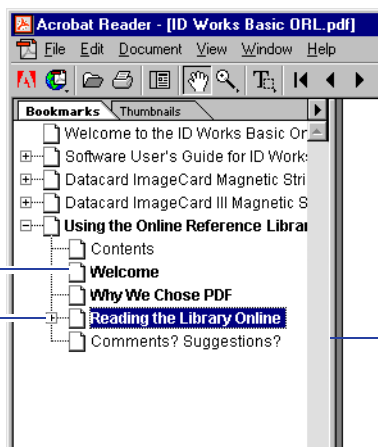 Acrobat Reader - [ID Works Basic ORL.pdf]
File Edit Document View Window Help
Bookmarks Thumbnails
Welcome to the ID Works Basic Or
Software User's Guide for ID Work
Datacard ImageCard Magnetic Stri
Datacard ImageCard III Magnetic S
Using the Online Reference Librar
Contents
Welcome
Why We Chose PDF
Reading the Library Online
Comments? Suggestions?